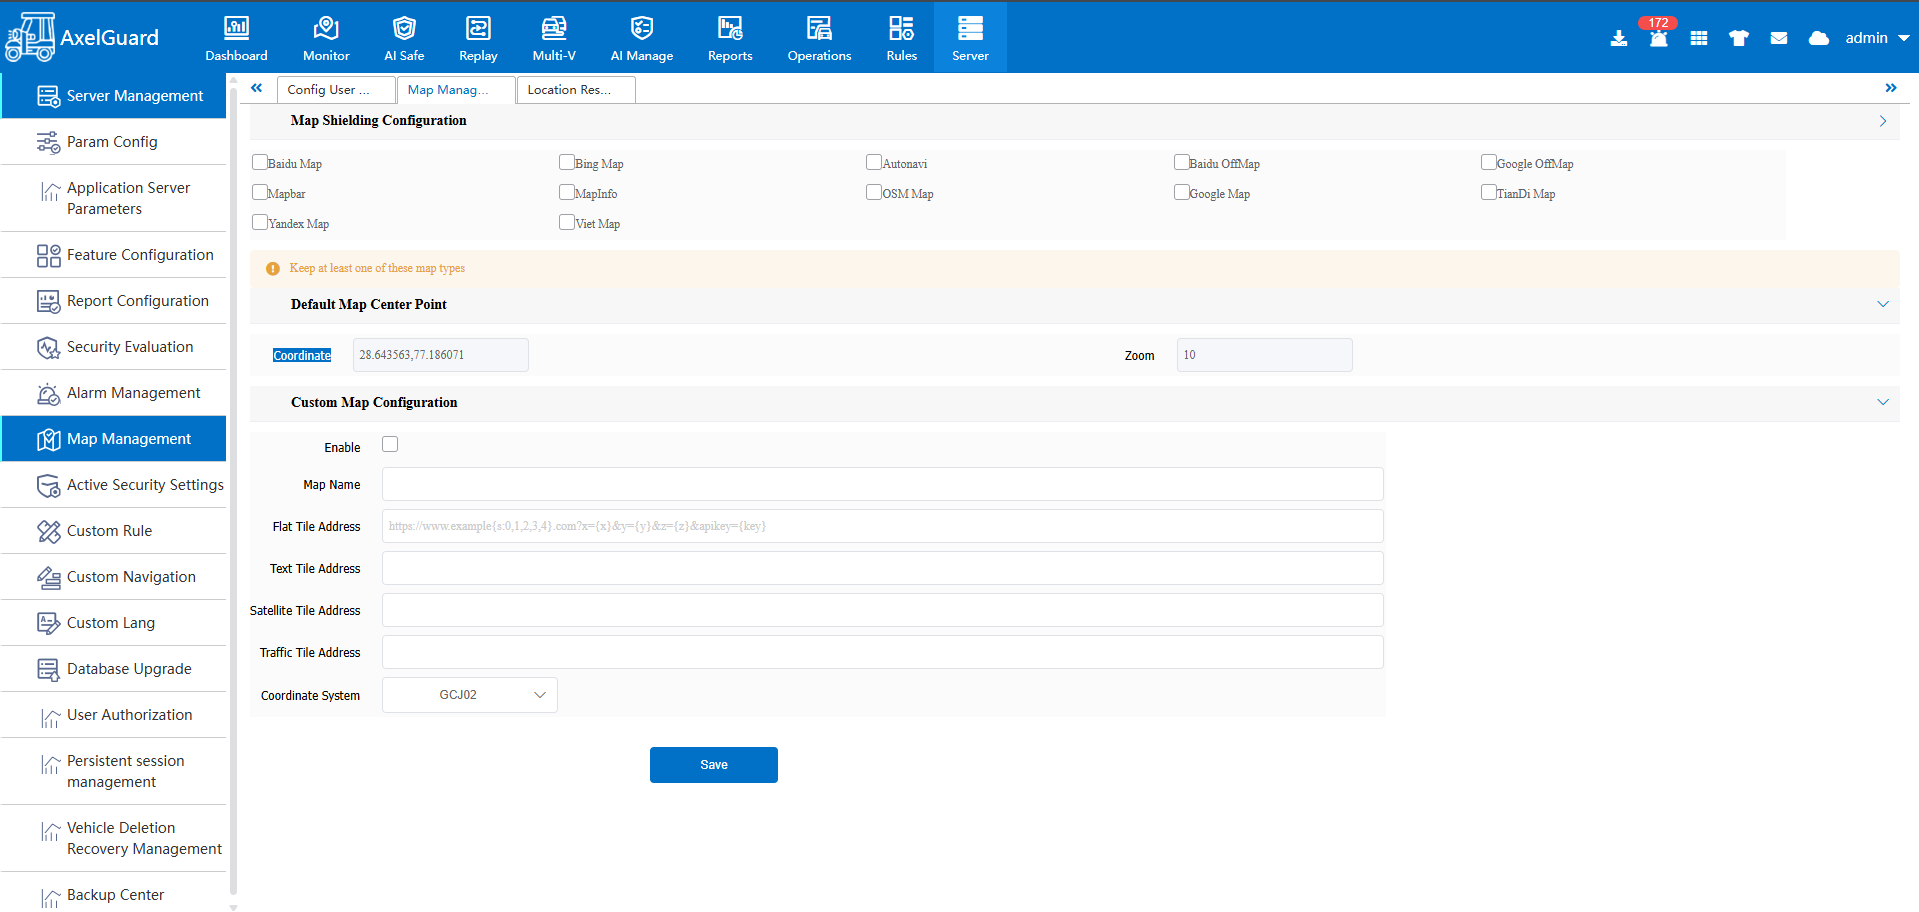 AxelGuard
Dashboard
Monitor
AI Safe
Replay
Multi-V
AI Manage
Reports
Operations
Rules
Server
172
admin
Server Management
Param Config
Application Server
Parameters
Feature Configuration
Report Configuration
Security Evaluation
Alarm Management
Map Management
Active Security Settings
Custom Rule
Custom Navigation
Custom Lang
Database Upgrade
User Authorization
Persistent session
management
Vehicle Deletion
Recovery Management
Backup Center
Config User ...
Map Manag...
Location Res...
Map Shielding Configuration
Baidu Map
Bing Map
Autonavi
Baidu OffMap
Google OffMap
Mapbar
MapInfo
OSM Map
Google Map
TianDi Map
Yandex Map
Viet Map
Keep at least one of these map types
Default Map Center Point
Coordinate
28.643563,77.186071
Zoom
10
Custom Map Configuration
Enable
Map Name
Flat Tile Address
https://www.example{s:0,1,2,3,4}.com?x={x}&y={y}&z={z}&apikey={key}
Text Tile Address
Satellite Tile Address
Traffic Tile Address
Coordinate System
GCJ02
Save